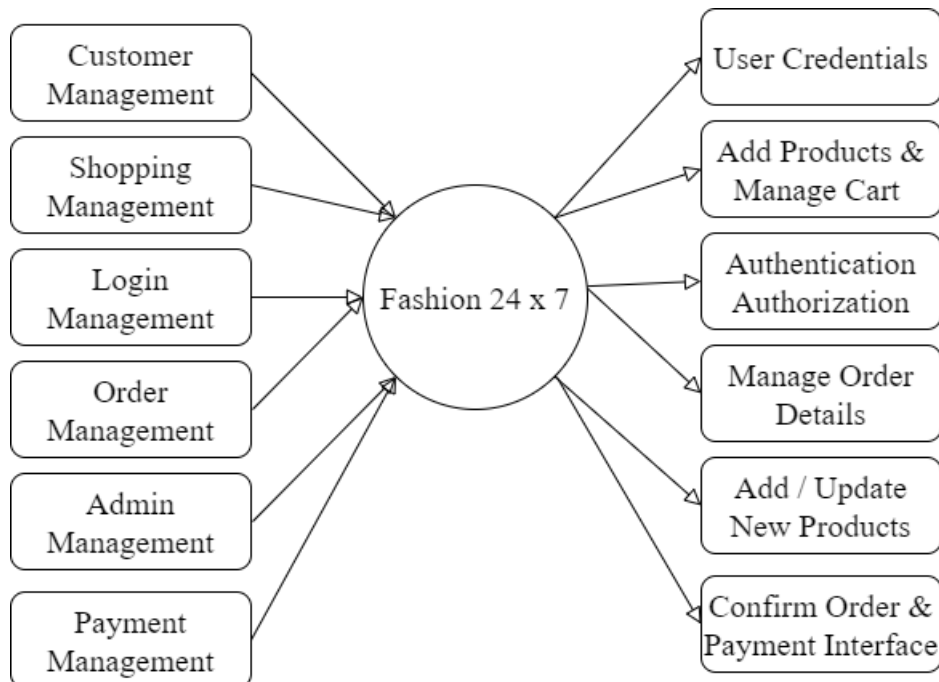 Customer
Management
Shopping
Management
Login
Management
Order
Management
Admin
Management
Payment
Management
Fashion 24 x 7
User Credentials
Add Products &
Manage Cart
Authentication
Authorization
Manage Order
Details
Add / Update
New Products
Confirm Order &
Payment Interface